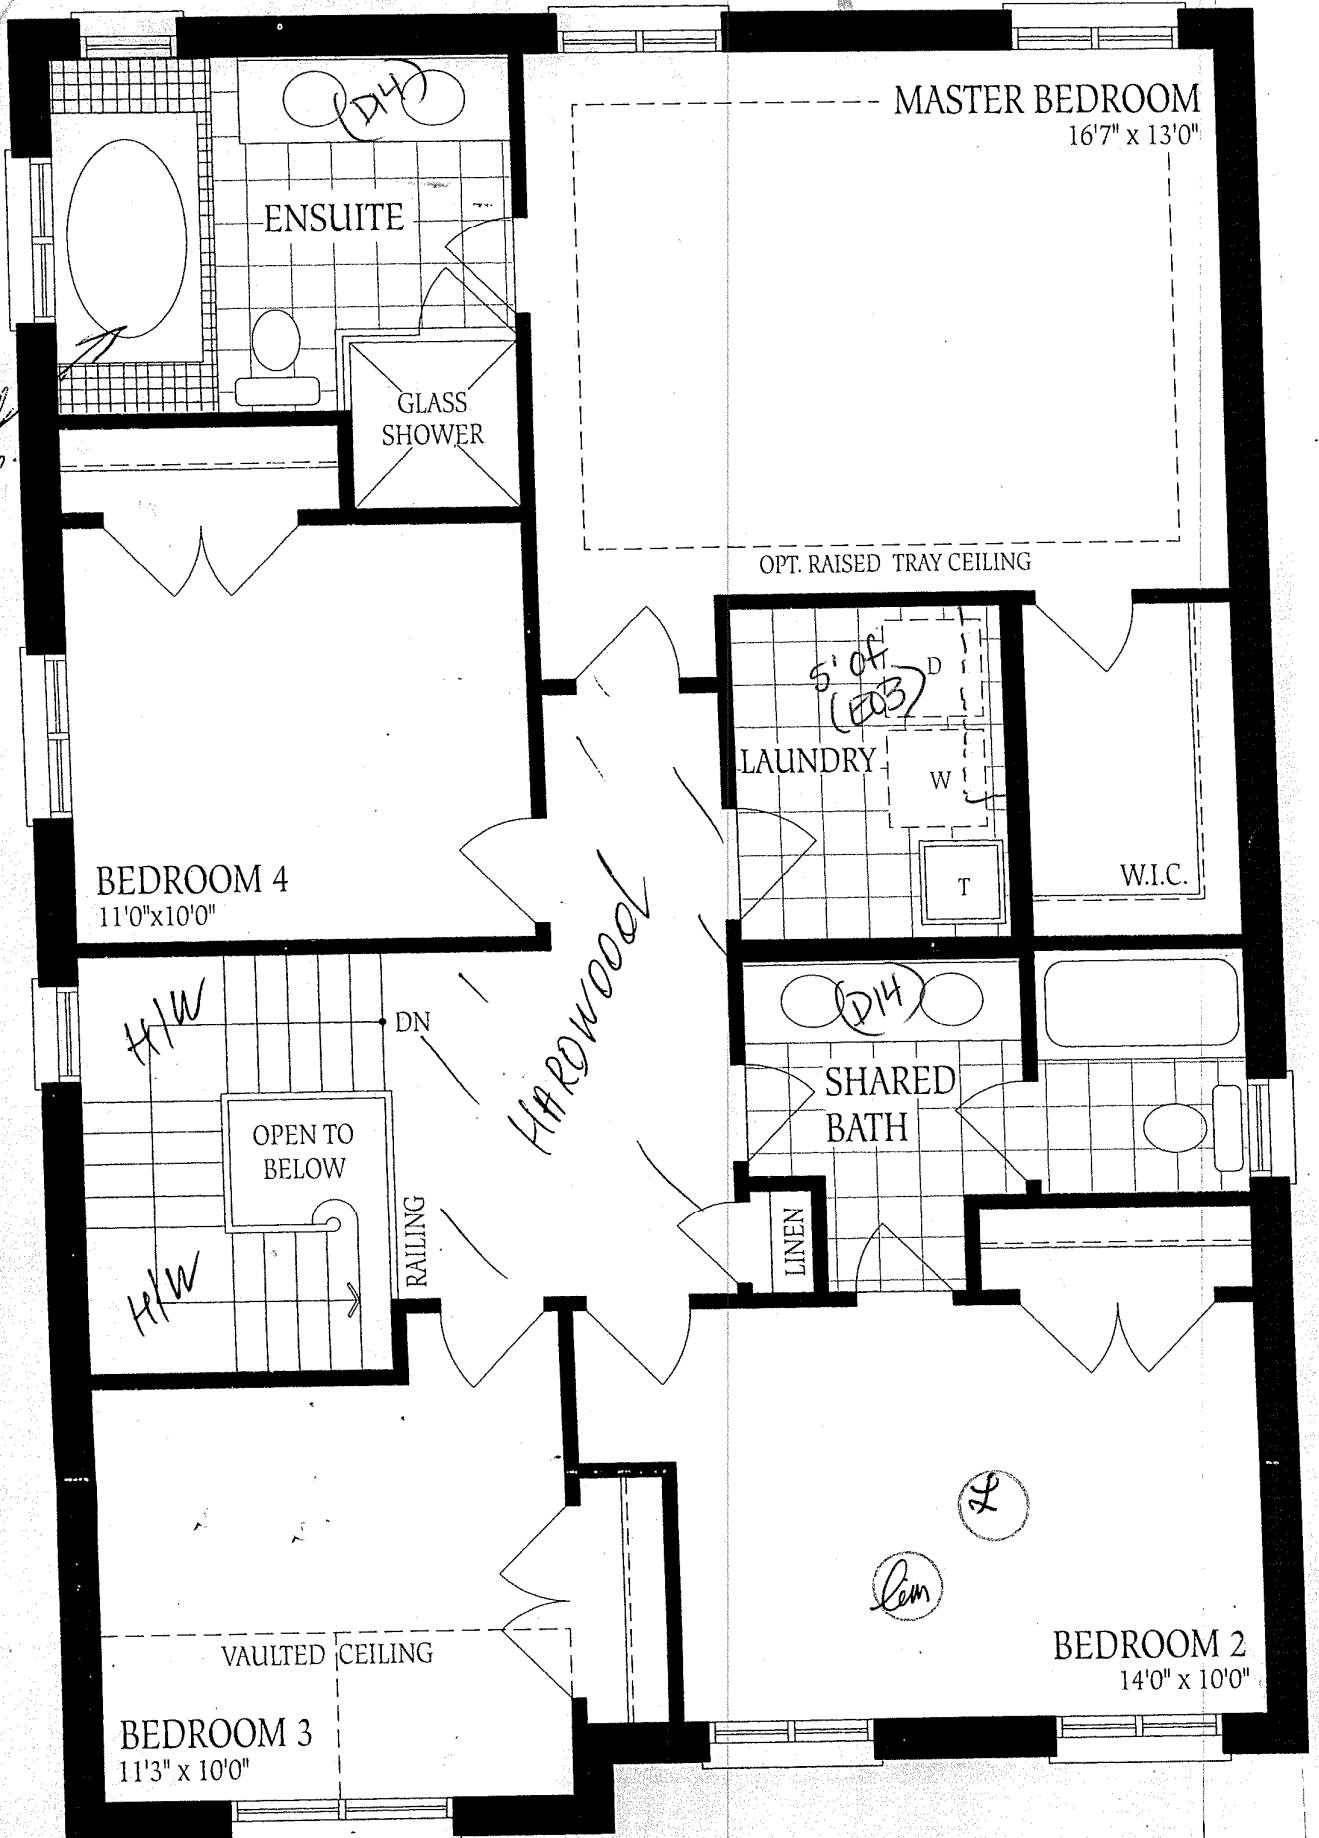 MASTER BEDROOM
16'7" x 13'0"
(D14)
ENSUITE
GLASS
SHOWER
OPT. RAISED TRAY CEILING
5' of
(E03)
D
LAUNDRY
W
T
W.I.C.
BEDROOM 4
11'0"x10'0"
HARDWOOD
H/W
DN
(D14)
SHARED
BATH
OPEN TO
BELOW
RAILING
LINEN
H/W
VAULTED CEILING
BEDROOM 3
11'3" x 10'0"
BEDROOM 2
14'0" x 10'0"